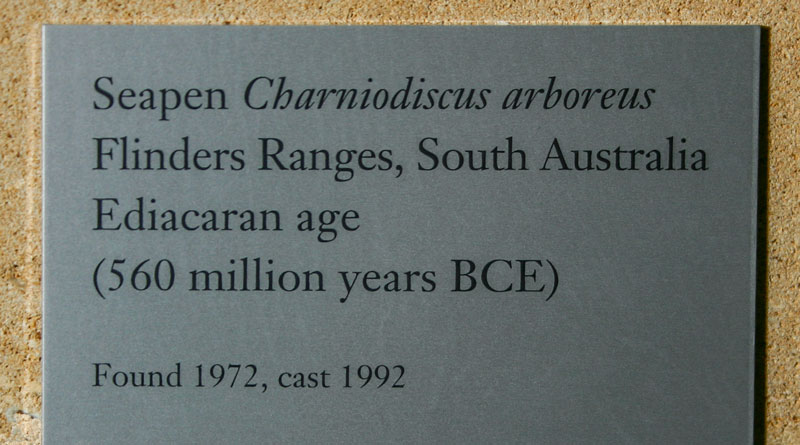 Seapen Charniodiscus arboreus
Flinders Ranges, South Australia
Ediacaran age
(560 million years BCE)
Found 1972, cast 1992